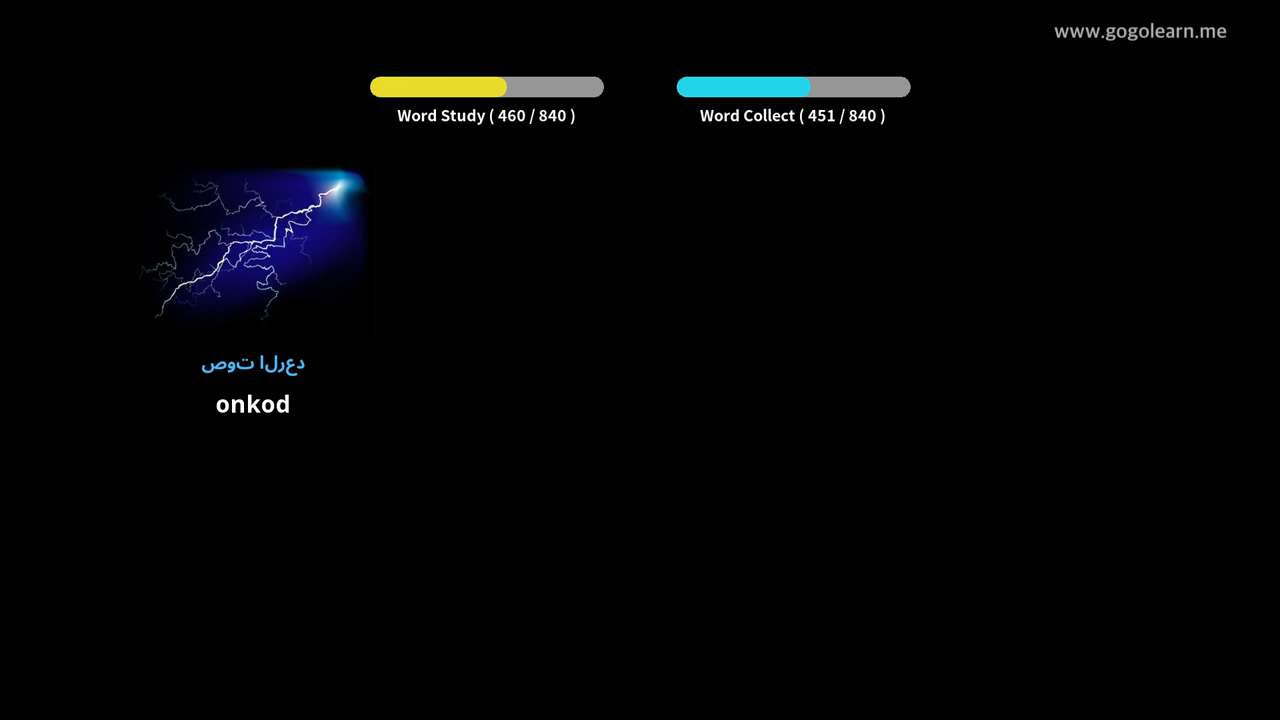 www.gogolearn.me
Word Study ( 460 / 840 )
Word Collect ( 451 / 840 )
صوت الرعد
onkod